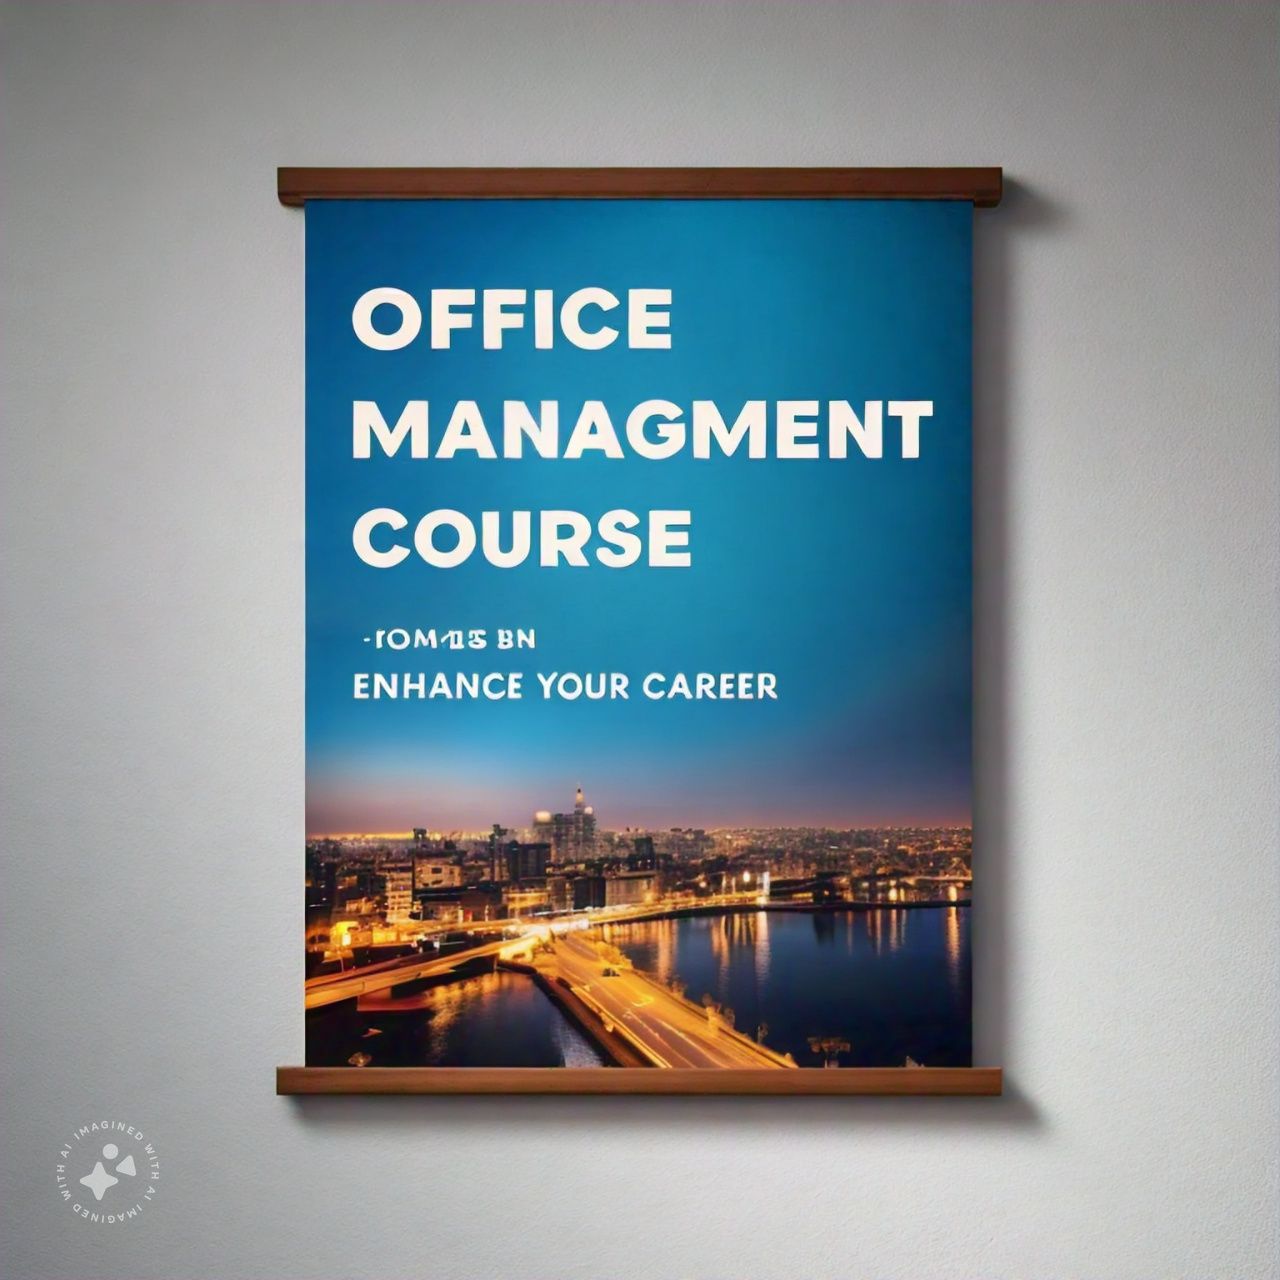 OFFICE
MANAGMENT
COURSE
ENHANCE YOUR CAREER
IMAGINED WITH AI
IMAGINED WITH AI